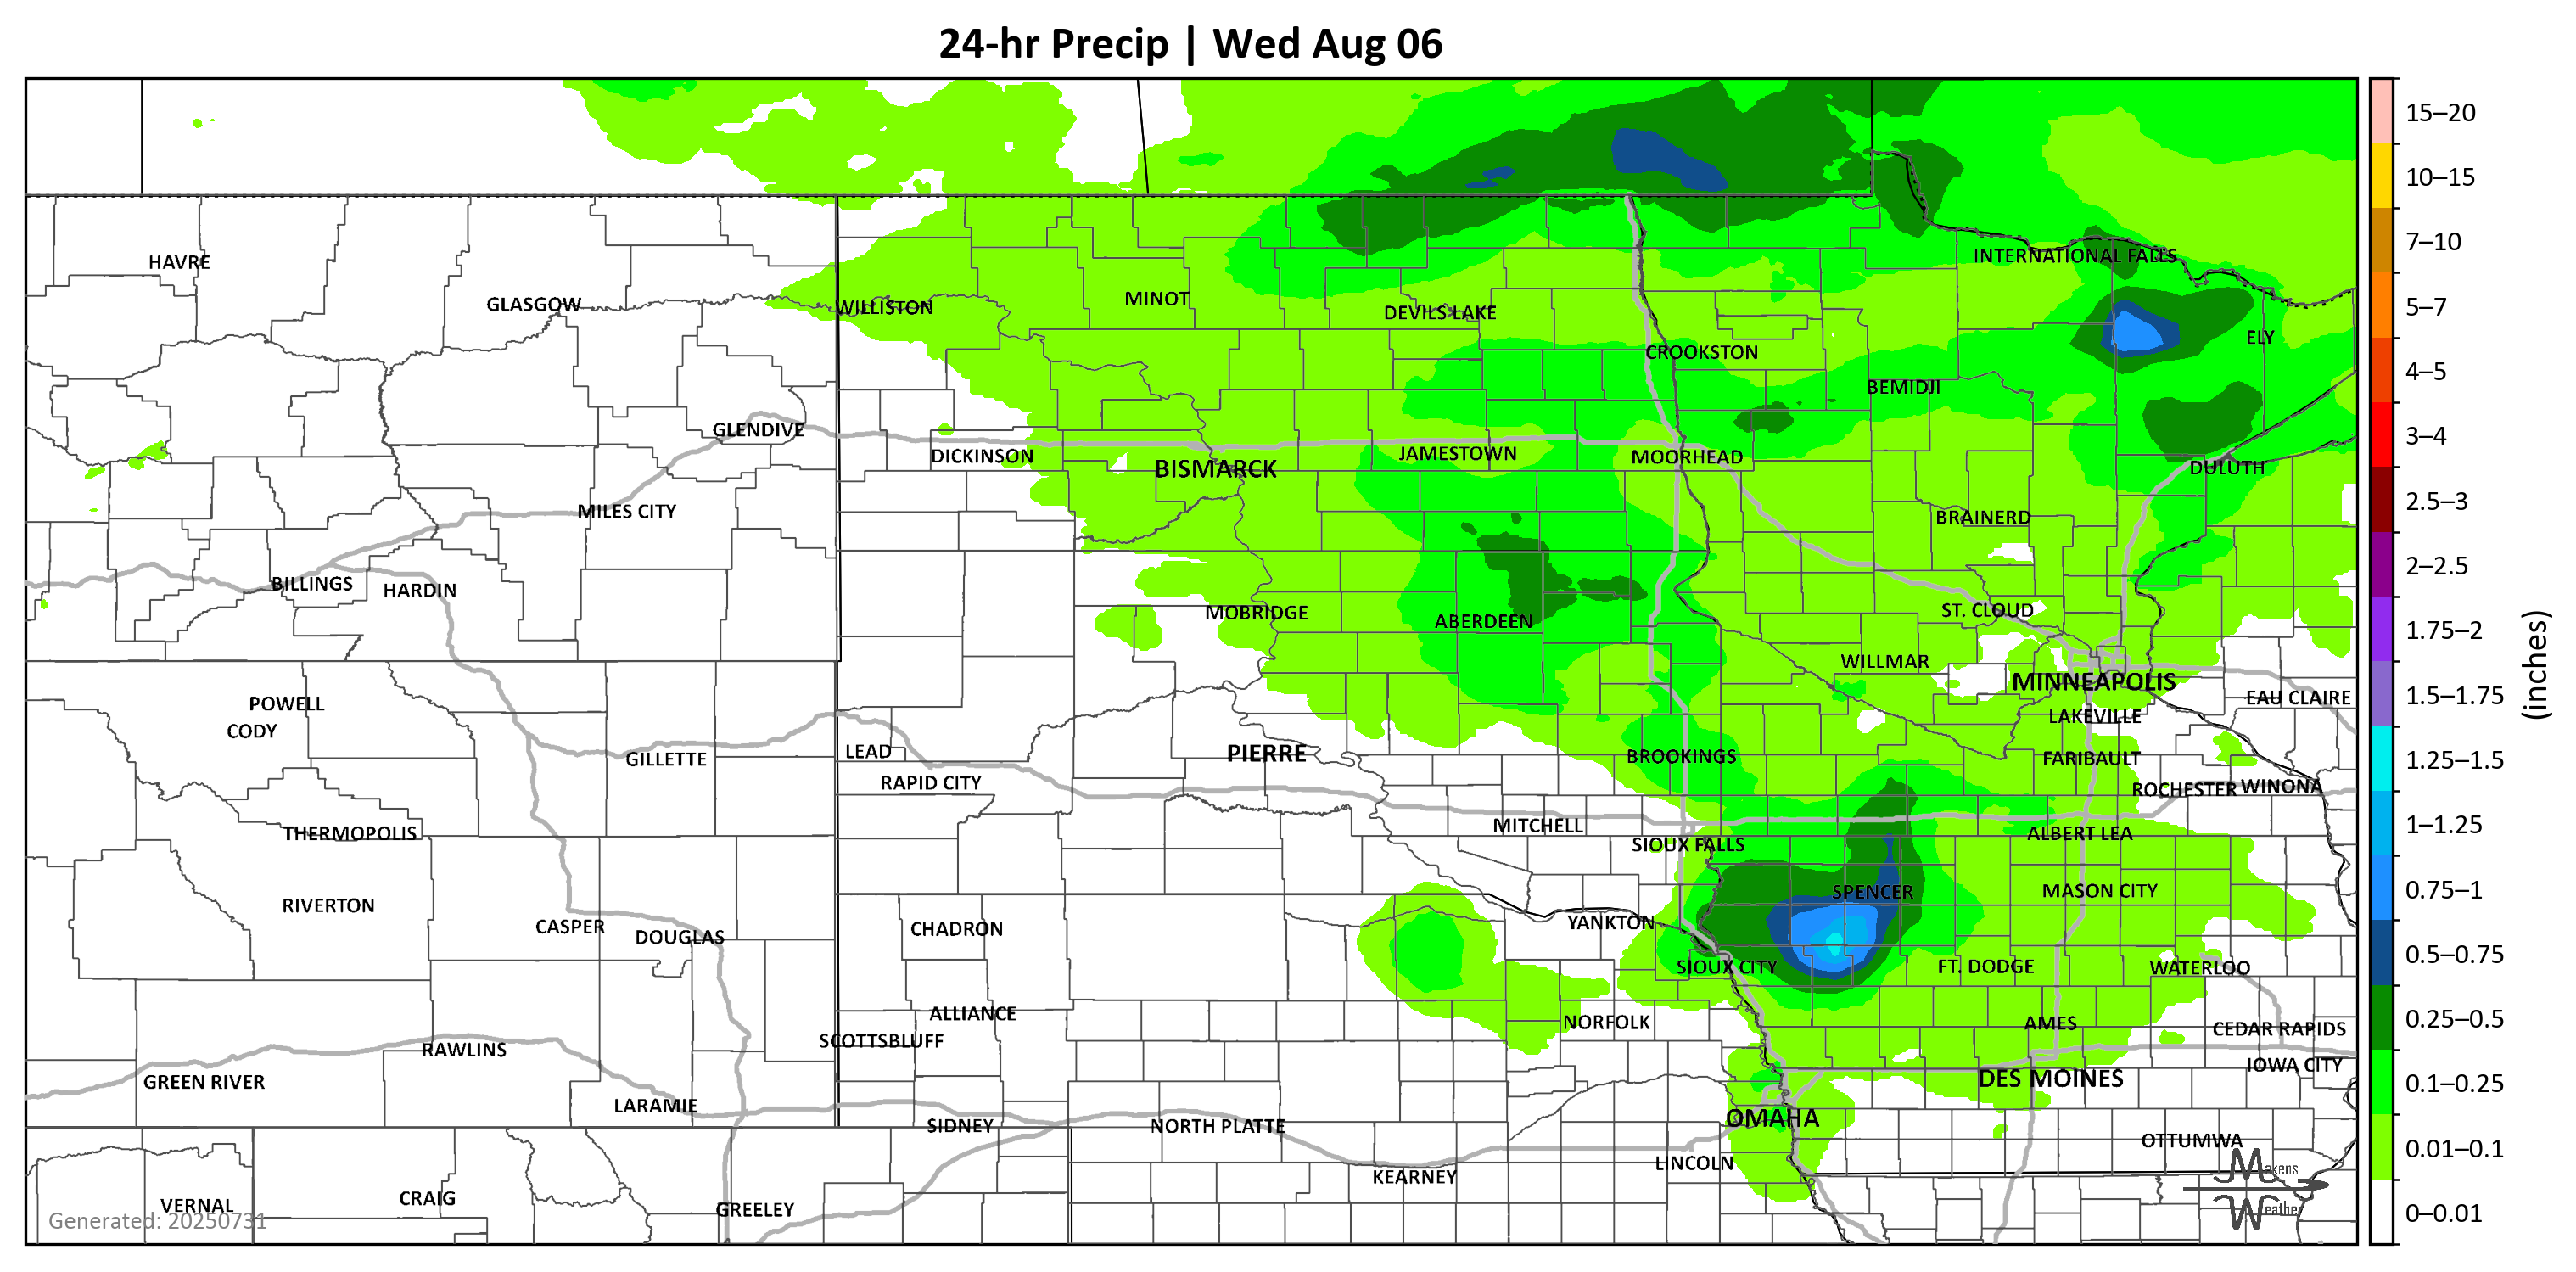 24-hr Precip | Wed Aug 06
15–20
10–15
7–10
5–7
4–5
3–4
2.5–3
2–2.5
1.75–2
1.5–1.75
1.25–1.5
1–1.25
0.75–1
0.5–0.75
0.25–0.5
0.1–0.25
0.01–0.1
0–0.01
(inches)
HAVRE
GLASGOW
WILLISTON
MINOT
DEVILS LAKE
INTERNATIONAL FALLS
CROOKSTON
ELY
BEMIDJI
GLENDIVE
DICKINSON
BISMARCK
JAMESTOWN
MOORHEAD
DULUTH
MILES CITY
BRAINERD
BILLINGS
HARDIN
MOBRIDGE
ABERDEEN
ST. CLOUD
WILLMAR
MINNEAPOLIS
EAU CLAIRE
POWELL
CODY
LAKEVILLE
GILLETTE
LEAD
PIERRE
BROOKINGS
FARIBAULT
RAPID CITY
ROCHESTER
WINONA
THERMOPOLIS
MITCHELL
SIOUX FALLS
ALBERT LEA
RIVERTON
SPENCER
MASON CITY
CASPER
DOUGLAS
CHADRON
YANKTON
SIOUX CITY
FT. DODGE
WATERLOO
ALLIANCE
NORFOLK
AMES
CEDAR RAPIDS
SCOTTSBLUFF
RAWLINS
IOWA CITY
GREEN RIVER
DES MOINES
LARAMIE
OMAHA
SIDNEY
NORTH PLATTE
OTTUMWA
LINCOLN
KEARNEY
VERNAL
CRAIG
GREELEY
Generated: 20250731
Makens
Weather